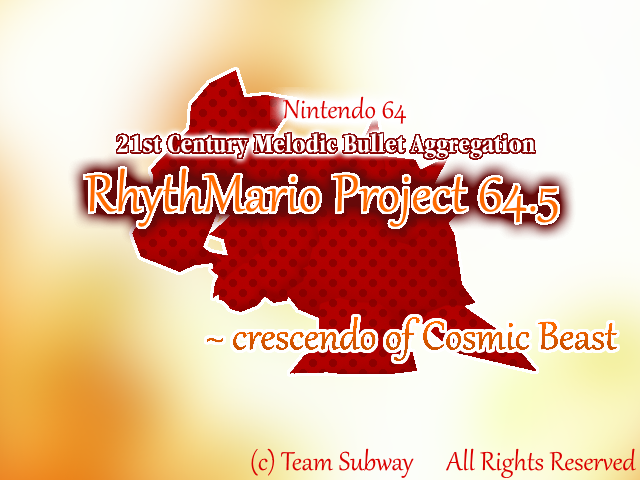 Nintendo 64
21st Century Melodic Bullet Aggregation
RhythMario Project 64.5
~ crescendo of Cosmic Beast
(c) Team Subway All Rights Reserved